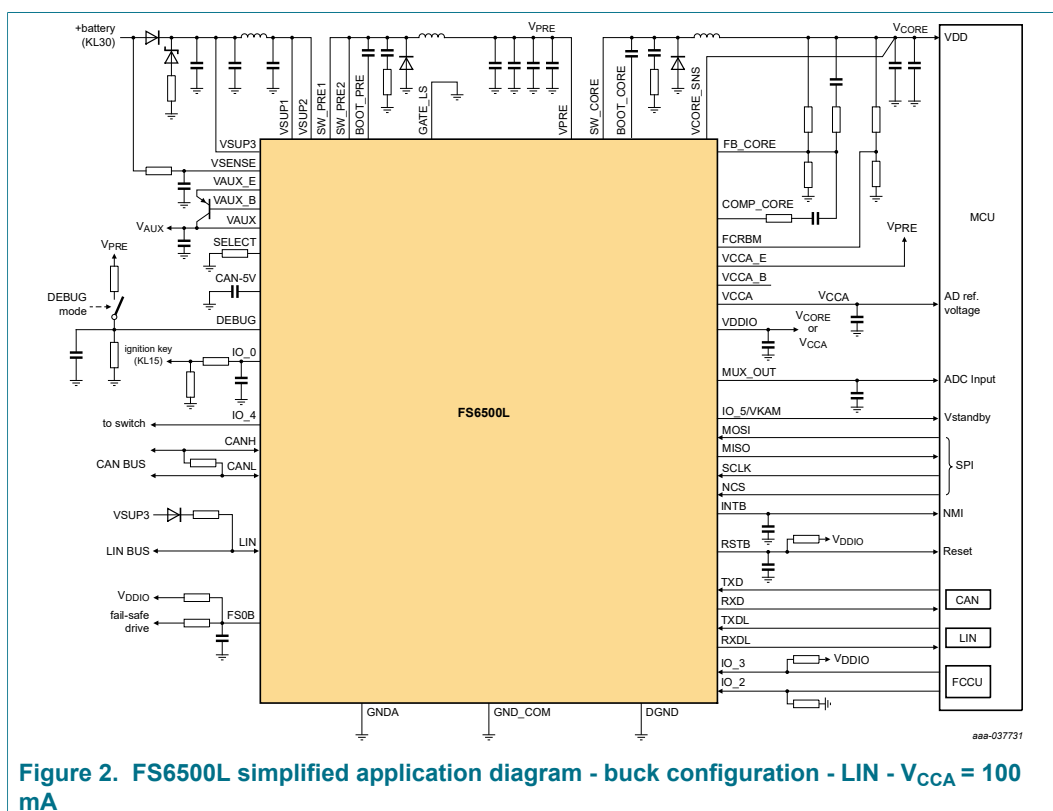 +battery
(KL30)
VPRE
VCORE
VDD
VSUP1
VSUP2
SW_PRE1
SW_PRE2
BOOT_PRE
GATE_LS
VPRE
SW_CORE
BOOT_CORE
VCORE_SNS
VSUP3
VSENSE
VAUX_E
VAUX_B
VAUX
VAUX
SELECT
VPRE
CAN-5V
DEBUG
mode
DEBUG
ignition key
(KL15)
IO_0
IO_4
to switch
CANH
CAN BUS
CANL
VSUP3
LIN
LIN BUS
VDDIO
fail-safe
drive
FS0B
FS6500L
GNDA
GND_COM
DGND
FB_CORE
COMP_CORE
FCRBM
VPRE
VCCA_E
VCCA_B
VCCA
VCCA
VDDIO
VCORE
or
VCCA
MUX_OUT
IO_5/VKAM
MOSI
MISO
SCLK
NCS
INTB
RSTB
VDDIO
TXD
RXD
TXDL
RXDL
IO_3
VDDIO
IO_2
MCU
AD ref.
voltage
ADC Input
Vstandby
SPI
NMI
Reset
CAN
LIN
FCCU
aaa-037731
Figure 2. FS6500L simplified application diagram - buck configuration - LIN - VCCA = 100
mA